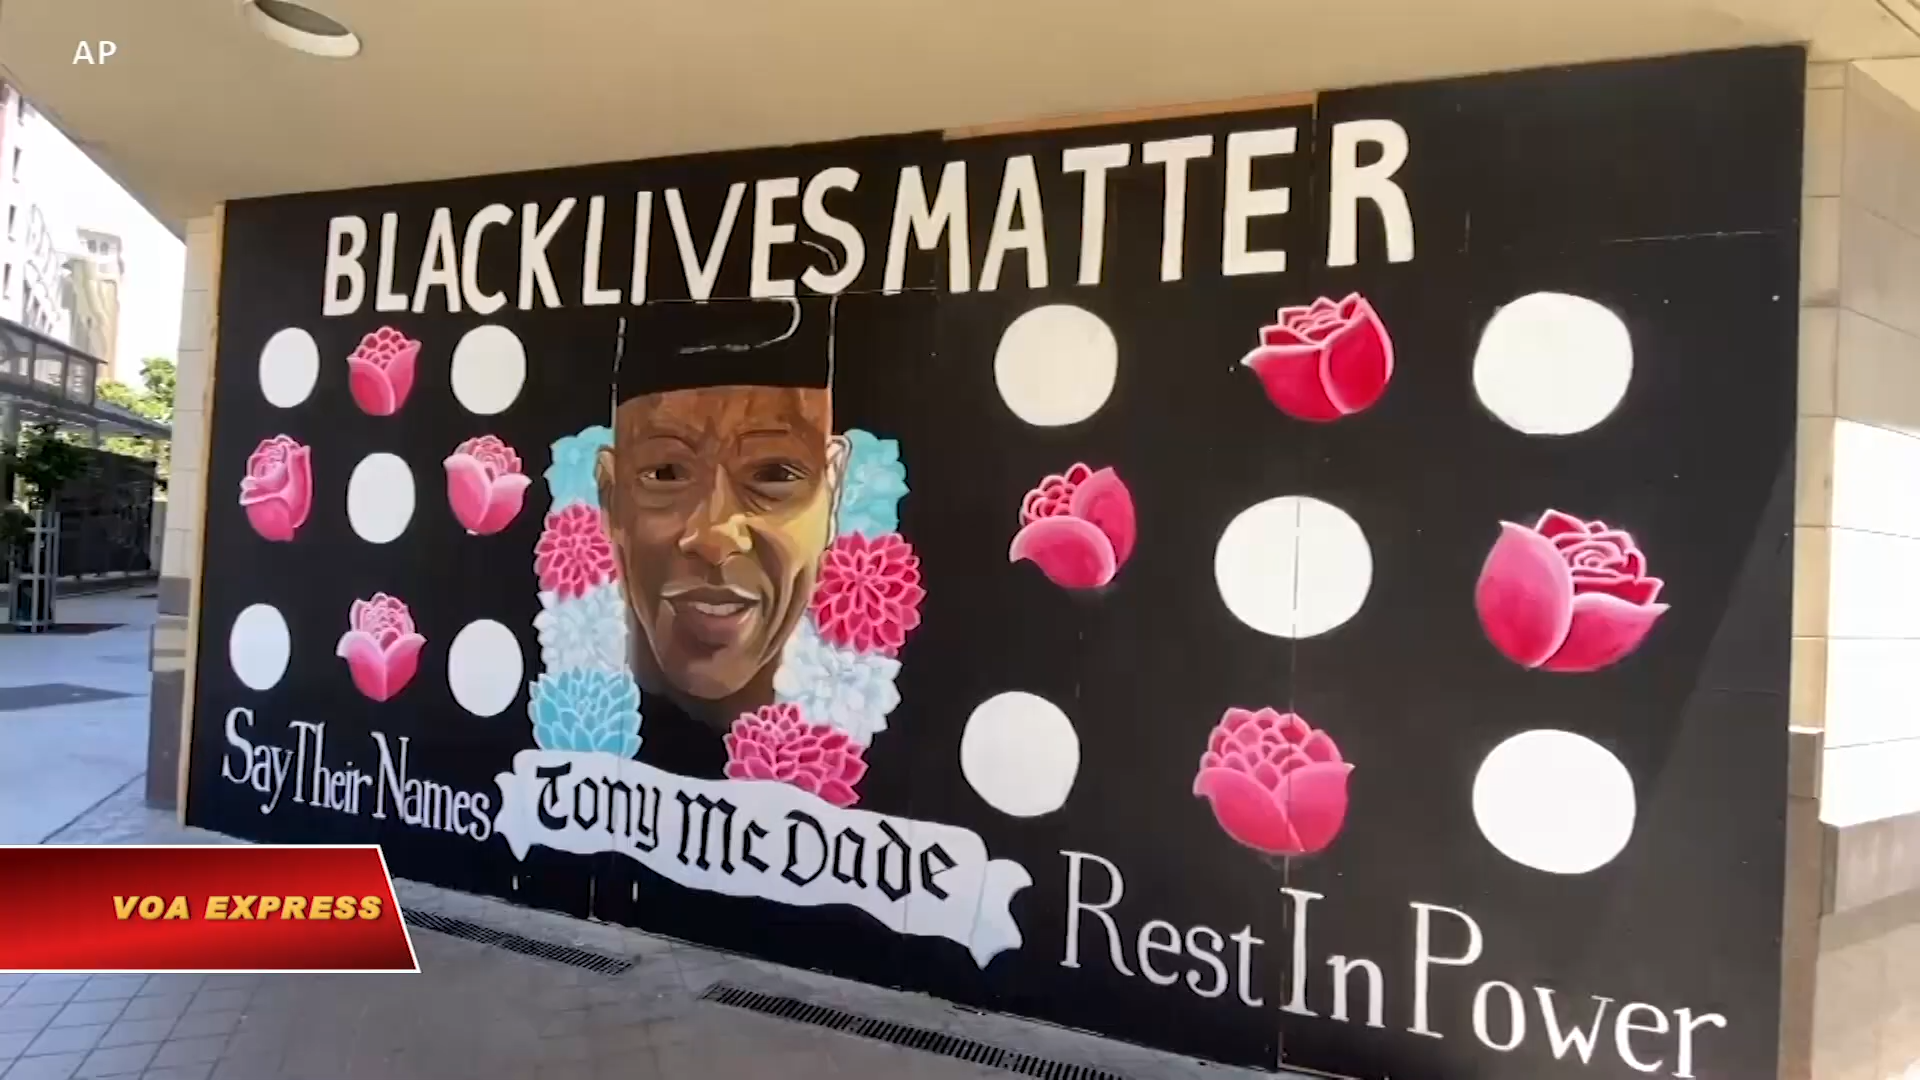 AP
BLACK LIVES MATTER
Say Their Names
Tony McDade
Rest In Power
VOA EXPRESS